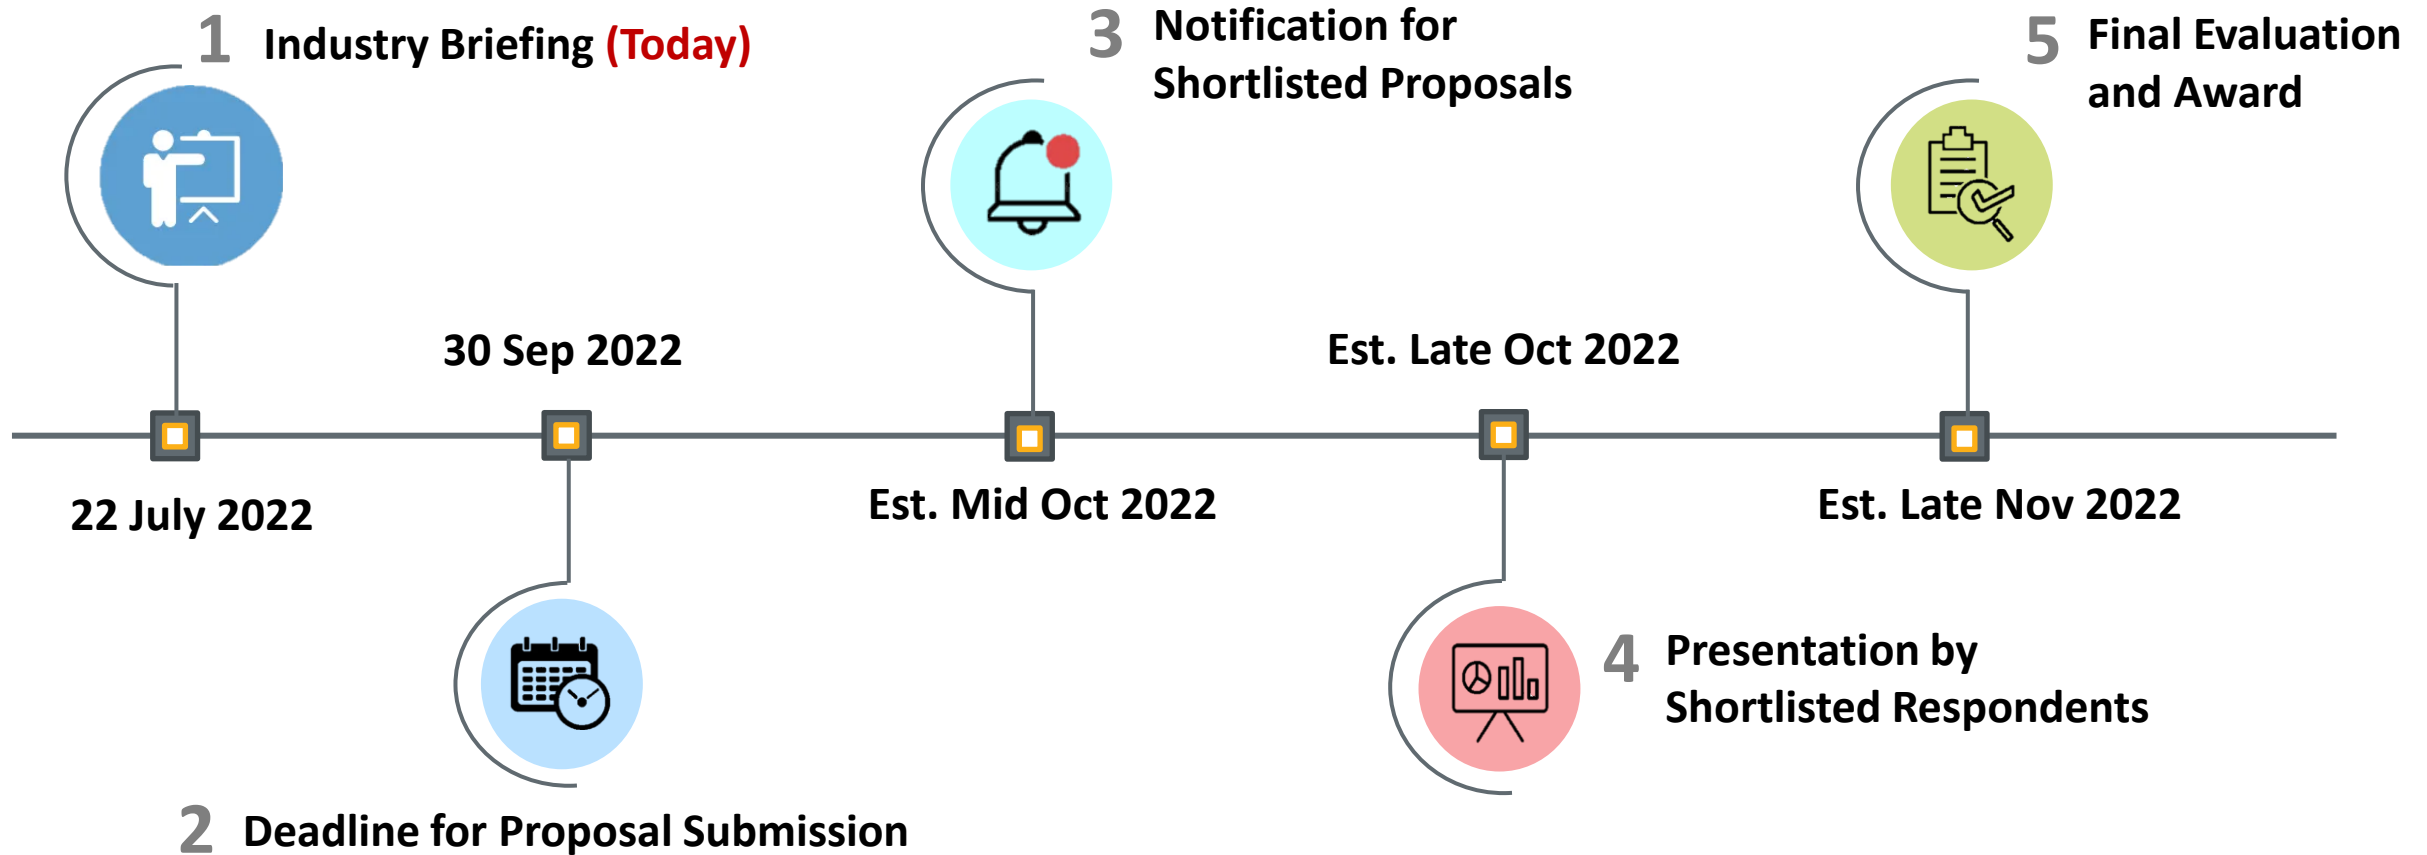 1 Industry Briefing (Today)
22 July 2022
30 Sep 2022
2 Deadline for Proposal Submission
3 Notification for
Shortlisted Proposals
Est. Mid Oct 2022
Est. Late Oct 2022
4 Presentation by
Shortlisted Respondents
5 Final Evaluation
and Award
Est. Late Nov 2022